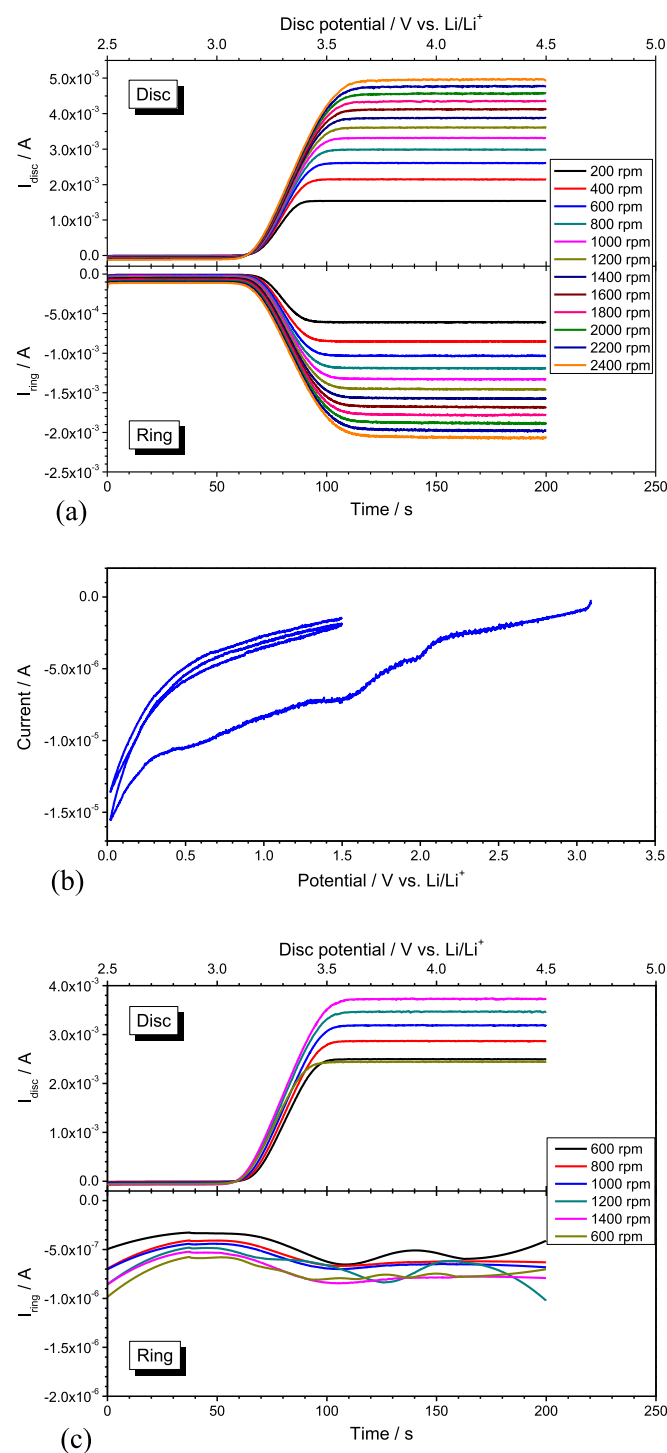 Disc potential / V vs. Li/Li⁺
2.5 3.0 3.5 4.0 4.5 5.0
Disc
5.0x10⁻³
4.0x10⁻³
3.0x10⁻³
2.0x10⁻³
1.0x10⁻³
0.0
I_disc / A
200 rpm
400 rpm
600 rpm
800 rpm
1000 rpm
1200 rpm
1400 rpm
1600 rpm
1800 rpm
2000 rpm
2200 rpm
2400 rpm
0.0
-5.0x10⁻⁴
-1.0x10⁻³
-1.5x10⁻³
-2.0x10⁻³
-2.5x10⁻³
I_ring / A
Ring
0 50 100 150 200 250
Time / s
(a)
0.0
-5.0x10⁻⁶
-1.0x10⁻⁵
-1.5x10⁻⁵
Current / A
0.0 0.5 1.0 1.5 2.0 2.5 3.0 3.5
Potential / V vs. Li/Li⁺
(b)
Disc potential / V vs. Li/Li⁺
2.5 3.0 3.5 4.0 4.5 5.0
Disc
4.0x10⁻³
3.0x10⁻³
2.0x10⁻³
1.0x10⁻³
0.0
I_disc / A
600 rpm
800 rpm
1000 rpm
1200 rpm
1400 rpm
600 rpm
0.0
-5.0x10⁻⁷
-1.0x10⁻⁶
-1.5x10⁻⁶
-2.0x10⁻⁶
I_ring / A
Ring
0 50 100 150 200 250
Time / s
(c)